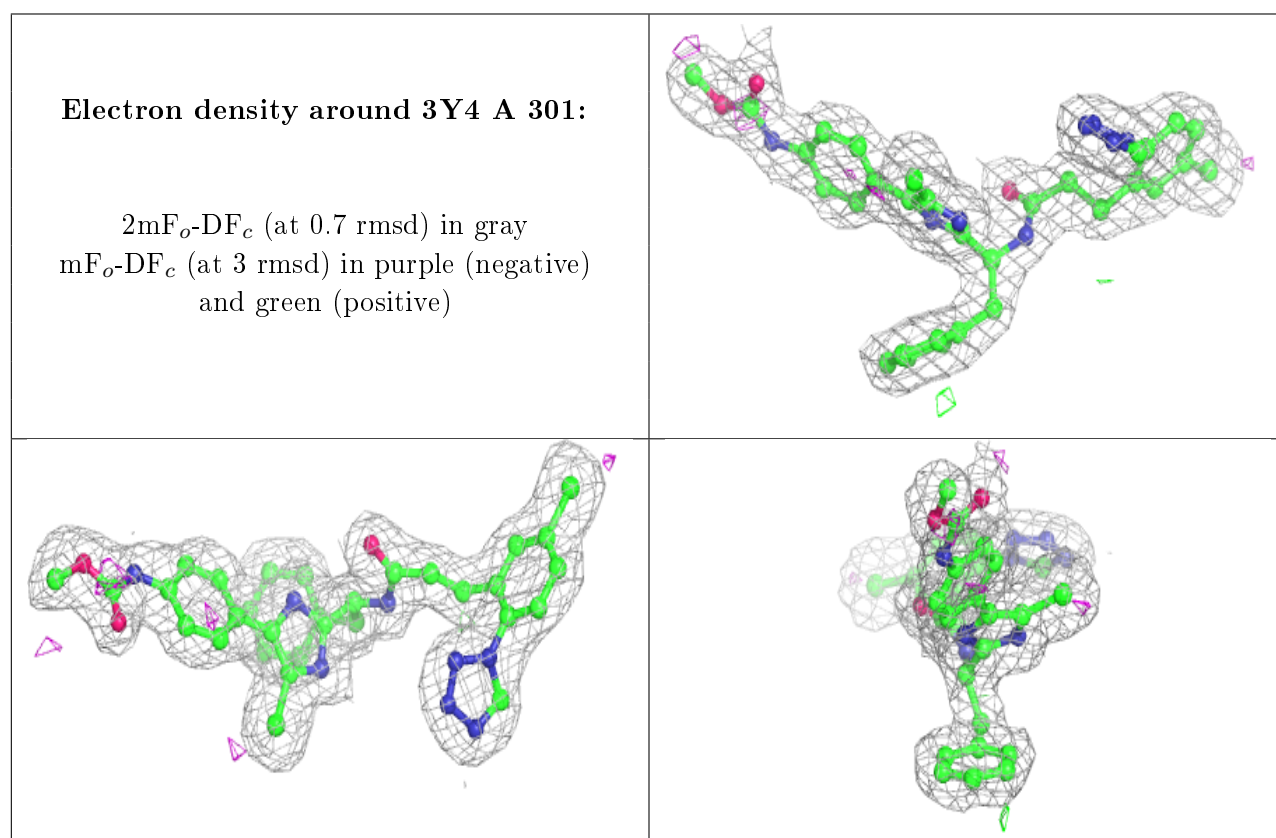 Electron density around 3Y4 A 301:
2mFₒ-DF𝒸 (at 0.7 rmsd) in gray
mFₒ-DF𝒸 (at 3 rmsd) in purple (negative)
and green (positive)